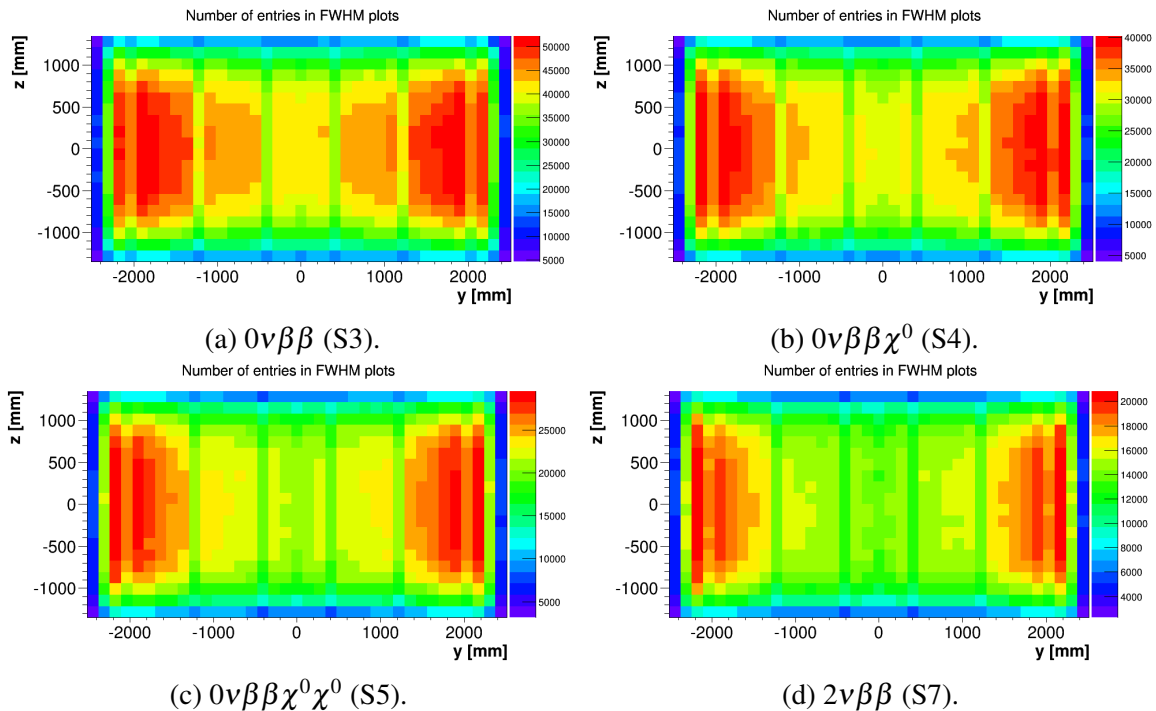 Number of entries in FWHM plots
z [mm]
1000
500
0
-500
-1000
-2000 -1000 0 1000 2000
y [mm]
50000
45000
40000
35000
30000
25000
20000
15000
10000
5000
(a) 0νββ (S3).
Number of entries in FWHM plots
z [mm]
1000
500
0
-500
-1000
-2000 -1000 0 1000 2000
y [mm]
40000
35000
30000
25000
20000
15000
10000
5000
(b) 0νββχ⁰ (S4).
Number of entries in FWHM plots
z [mm]
1000
500
0
-500
-1000
-2000 -1000 0 1000 2000
y [mm]
25000
20000
15000
10000
5000
(c) 0νββχ⁰χ⁰ (S5).
Number of entries in FWHM plots
z [mm]
1000
500
0
-500
-1000
-2000 -1000 0 1000 2000
y [mm]
20000
18000
16000
14000
12000
10000
8000
6000
4000
(d) 2νββ (S7).